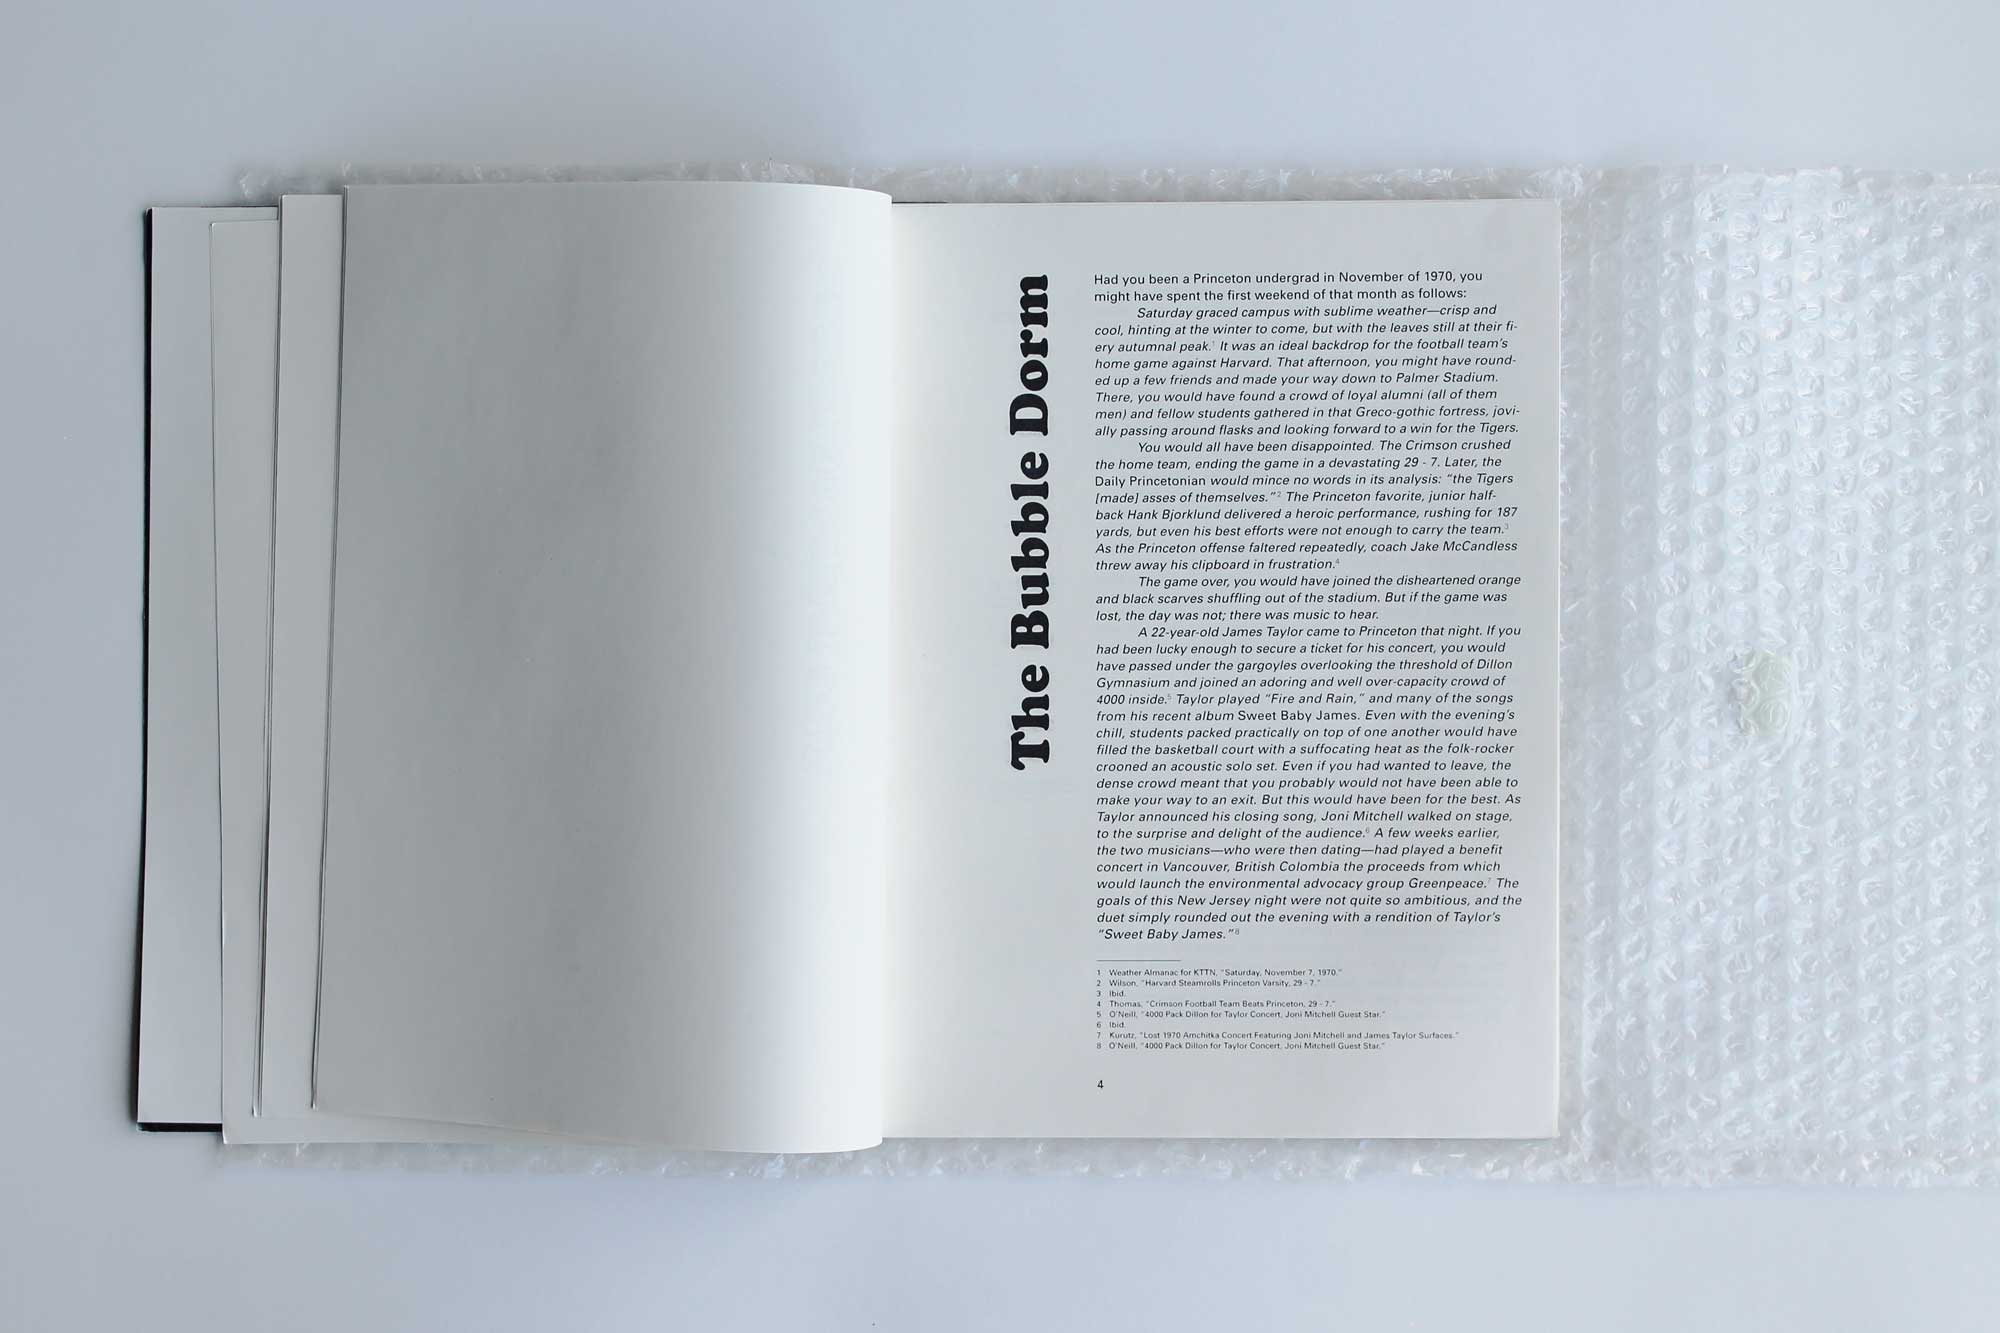 The Bubble Dorm
Had you been a Princeton undergrad in November of 1970, you
might have spent the first weekend of that month as follows:
Saturday graced campus with sublime weather—crisp and
cool, hinting at the winter to come, but with the leaves still at their fi-
ery autumnal peak.1 It was an ideal backdrop for the football team's
home game against Harvard. That afternoon, you might have round-
ed up a few friends and made your way down to Palmer Stadium.
There, you would have found a crowd of loyal alumni (all of them
men) and fellow students gathered in that Greco-gothic fortress, jovi-
ally passing around flasks and looking forward to a win for the Tigers.
You would all have been disappointed. The Crimson crushed
the home team, ending the game in a devastating 29 - 7. Later, the
Daily Princetonian would mince no words in its analysis: “the Tigers
[made] asses of themselves.”2 The Princeton favorite, junior half-
back Hank Bjorklund delivered a heroic performance, rushing for 187
yards, but even his best efforts were not enough to carry the team.3
As the Princeton offense faltered repeatedly, coach Jake McCandless
threw away his clipboard in frustration.4
The game over, you would have joined the disheartened orange
and black scarves shuffling out of the stadium. But if the game was
lost, the day was not; there was music to hear.
A 22-year-old James Taylor came to Princeton that night. If you
had been lucky enough to secure a ticket for his concert, you would
have passed under the gargoyles overlooking the threshold of Dillon
Gymnasium and joined an adoring and well over-capacity crowd of
4000 inside.5 Taylor played “Fire and Rain,” and many of the songs
from his recent album Sweet Baby James. Even with the evening's
chill, students packed practically on top of one another would have
filled the basketball court with a suffocating heat as the folk-rocker
crooned an acoustic solo set. Even if you had wanted to leave, the
dense crowd meant that you probably would not have been able to
make your way to an exit. But this would have been for the best. As
Taylor announced his closing song, Joni Mitchell walked on stage,
to the surprise and delight of the audience.6 A few weeks earlier,
the two musicians—who were then dating—had played a benefit
concert in Vancouver, British Colombia the proceeds from which
would launch the environmental advocacy group Greenpeace.7 The
goals of this New Jersey night were not quite so ambitious, and the
duet simply rounded out the evening with a rendition of Taylor's
“Sweet Baby James.”8
1 Weather Almanac for KTTN, “Saturday, November 7, 1970.”
2 Wilson, “Harvard Steamrolls Princeton Varsity, 29 - 7.”
3 Ibid.
4 Thomas, “Crimson Football Team Beats Princeton, 29 - 7.”
5 O'Neill, “4000 Pack Dillon for Taylor Concert, Joni Mitchell Guest Star.”
6 Ibid.
7 Kurutz, “Lost 1970 Amchitka Concert Featuring Joni Mitchell and James Taylor Surfaces.”
8 O'Neill, “4000 Pack Dillon for Taylor Concert, Joni Mitchell Guest Star.”
4